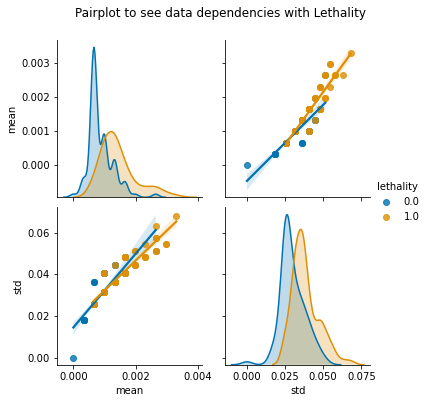 Pairplot to see data dependencies with Lethality
0.003
0.002
0.001
0.000
mean
lethality
0.0
1.0
0.06
0.04
0.02
0.00
std
0.000 0.002 0.004
mean
0.000 0.025 0.050 0.075
std